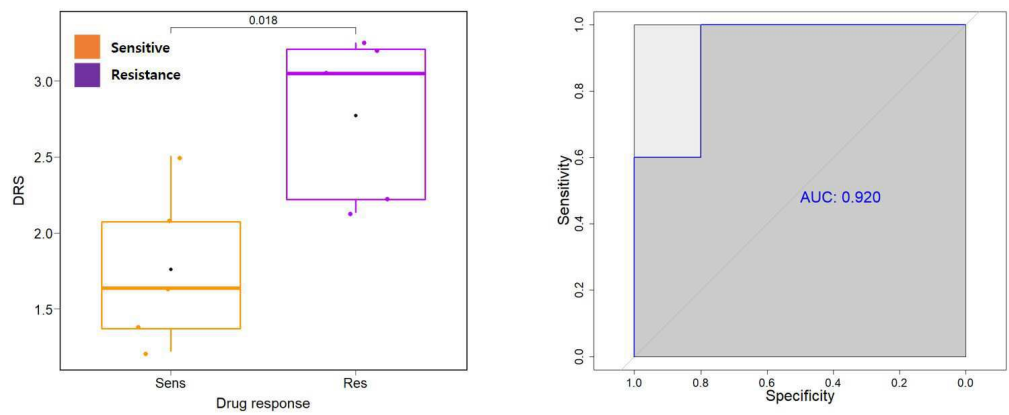 0.018
Sensitive
Resistance
3.0
2.5
2.0
1.5
DRS
Sens Res
Drug response
1.0
0.8
0.6
0.4
0.2
0.0
Sensitivity
AUC: 0.920
1.0 0.8 0.6 0.4 0.2 0.0
Specificity